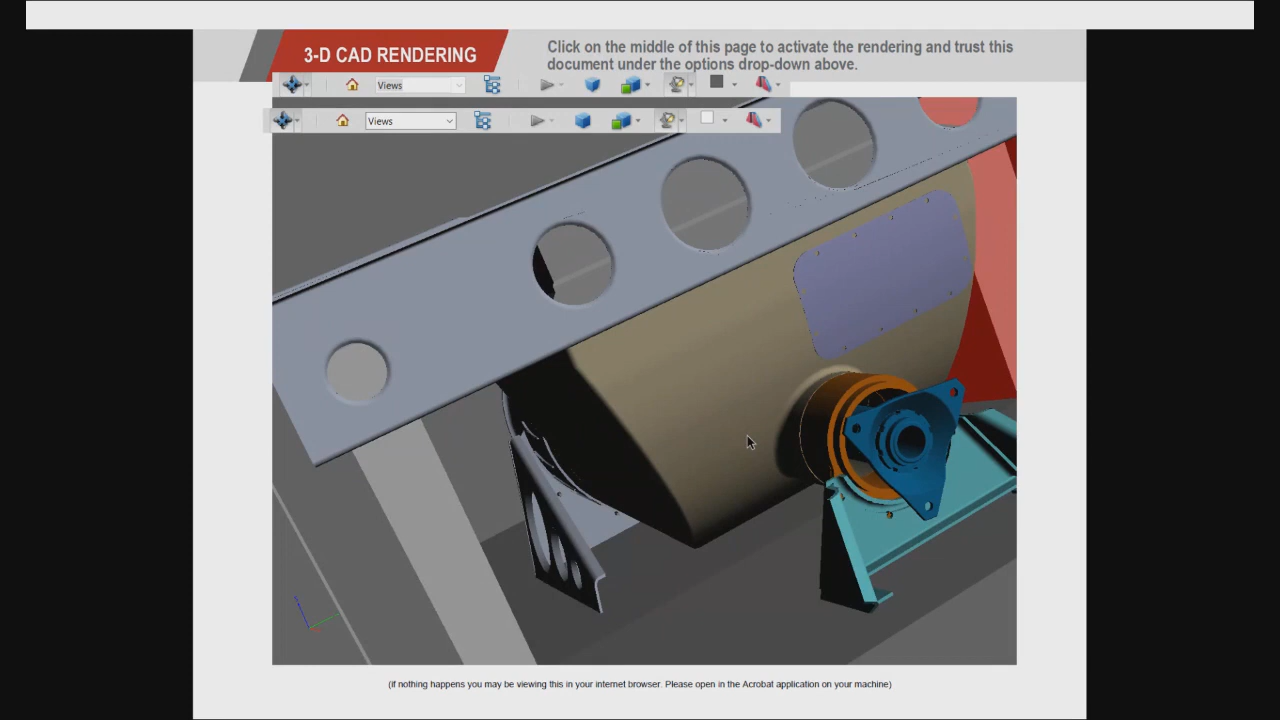 3-D CAD RENDERING
Click on the middle of this page to activate the rendering and trust this
document under the options drop-down above.
Views
Views
(if nothing happens you may be viewing this in your internet browser. Please open in the Acrobat application on your machine)